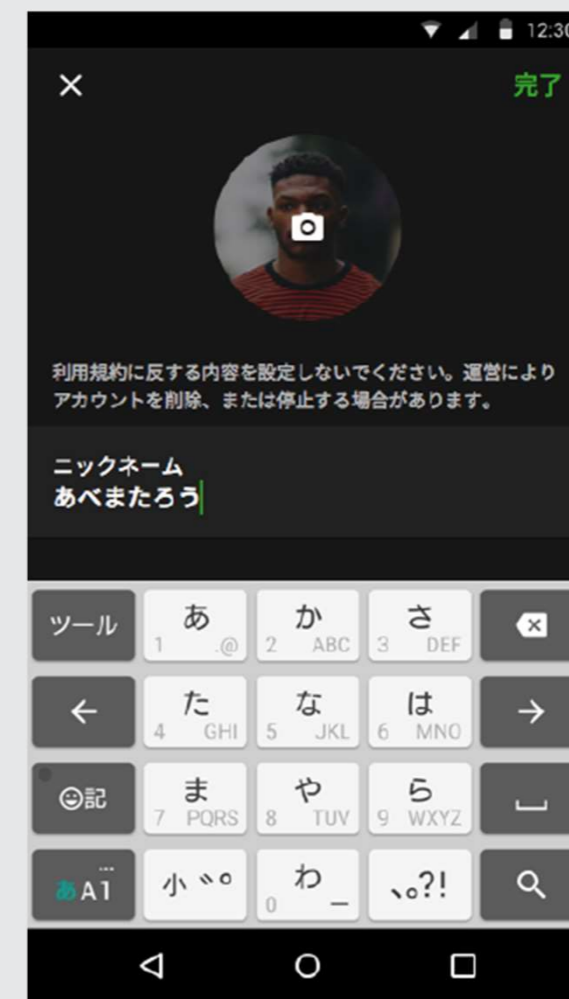 12:30
完了
利用規約に反する内容を設定しないでください。運営により
アカウントを削除、または停止する場合があります。
ニックネーム
あべまたろう
ツール
あ
1 .@
か
2 ABC
さ
3 DEF
た
4 GHI
な
5 JKL
は
6 MNO
記
ま
7 PQRS
や
8 TUV
ら
9 WXYZ
あA1
小 ゛゜
わ
0 ー
、。?!